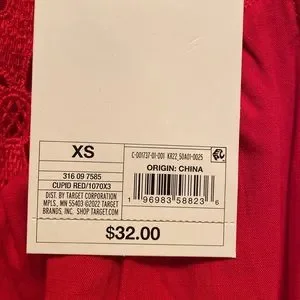 XS
C-001737-01-001 K822_50A01-0025
316 09 7585
CUPID RED/1070X3
ORIGIN: CHINA
DIST. BY TARGET CORPORATION
MPLS, MN 55403 ©2022 TARGET
BRANDS, INC. SHOP TARGET.COM
1 96983 58823 6
$32.00